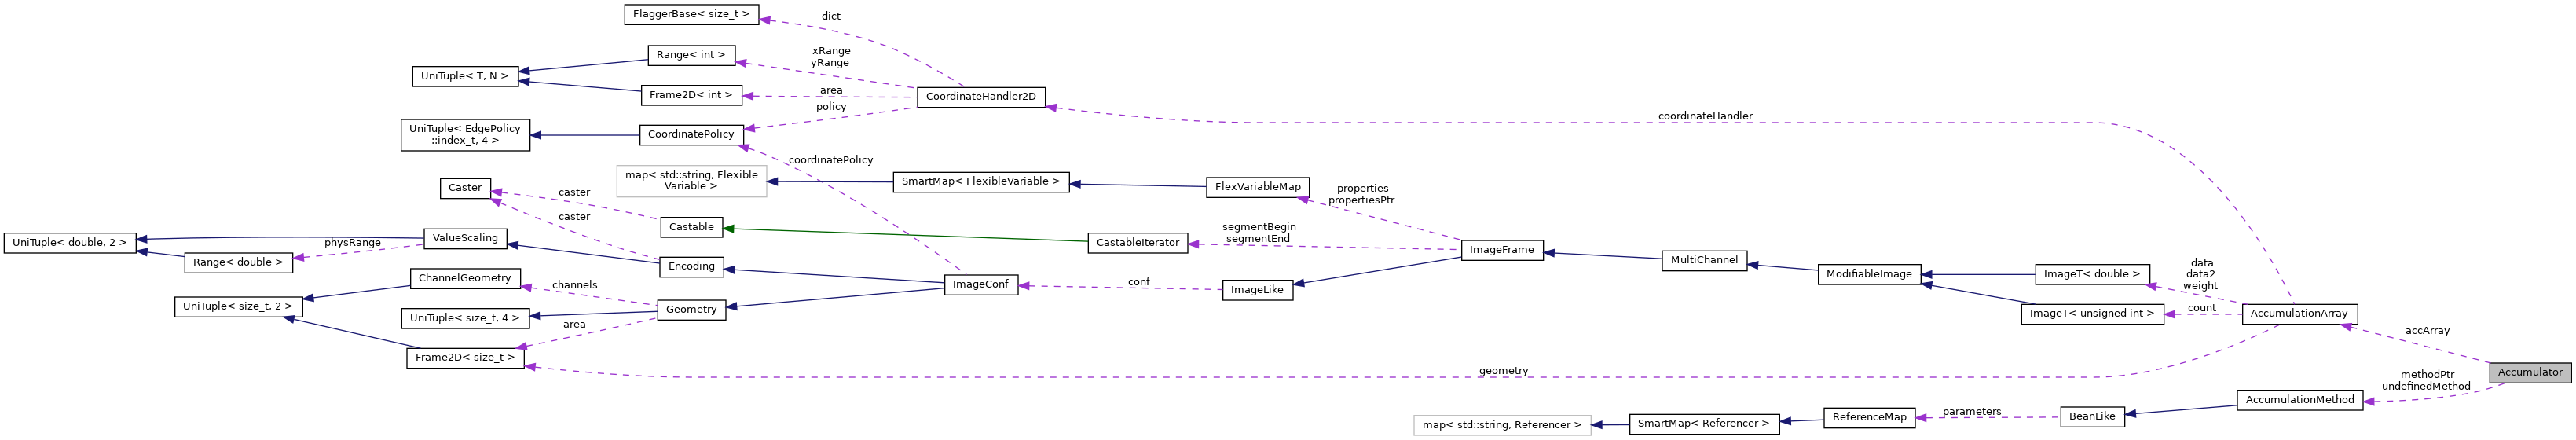 FlaggerBase< size_t >
dict
Range< int >
xRange
yRange
UniTuple< T, N >
Frame2D< int >
area
CoordinateHandler2D
policy
coordinateHandler
UniTuple< EdgePolicy
::index_t, 4 >
CoordinatePolicy
coordinatePolicy
map< std::string, Flexible
Variable >
SmartMap< FlexibleVariable >
FlexVariableMap
properties
propertiesPtr
Caster
caster
caster
Castable
CastableIterator
segmentBegin
segmentEnd
ImageFrame
UniTuple< double, 2 >
physRange
ValueScaling
Range< double >
Encoding
MultiChannel
ModifiableImage
ImageT< double >
data
data2
weight
ChannelGeometry
channels
ImageConf
conf
ImageLike
UniTuple< size_t, 2 >
UniTuple< size_t, 4 >
Geometry
area
ImageT< unsigned int >
count
AccumulationArray
accArray
Frame2D< size_t >
geometry
Accumulator
methodPtr
undefinedMethod
AccumulationMethod
map< std::string, Referencer >
SmartMap< Referencer >
ReferenceMap
parameters
BeanLike